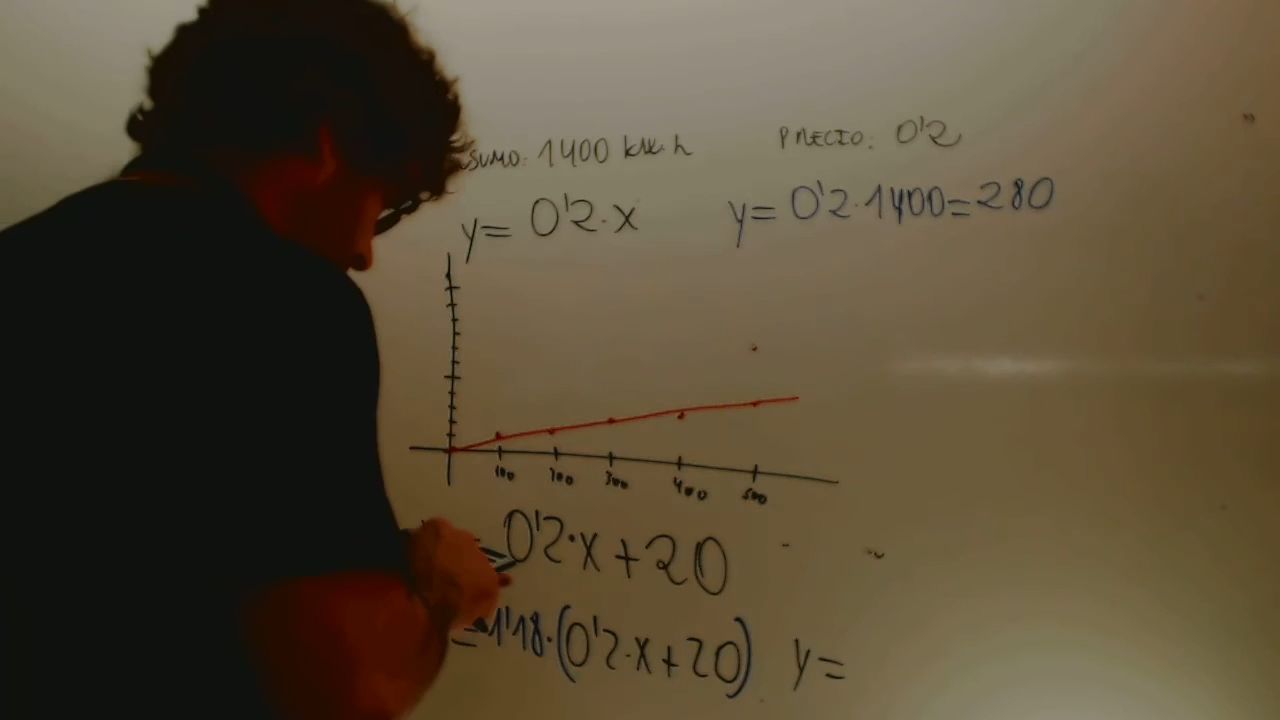 SUMO: 1400 kW·h PRECIO: 0'2
y= 0'2·x y= 0'2·1400=280
100 200 300 400 500
0'2·x+20
=1'18·(0'2·x+20) y=